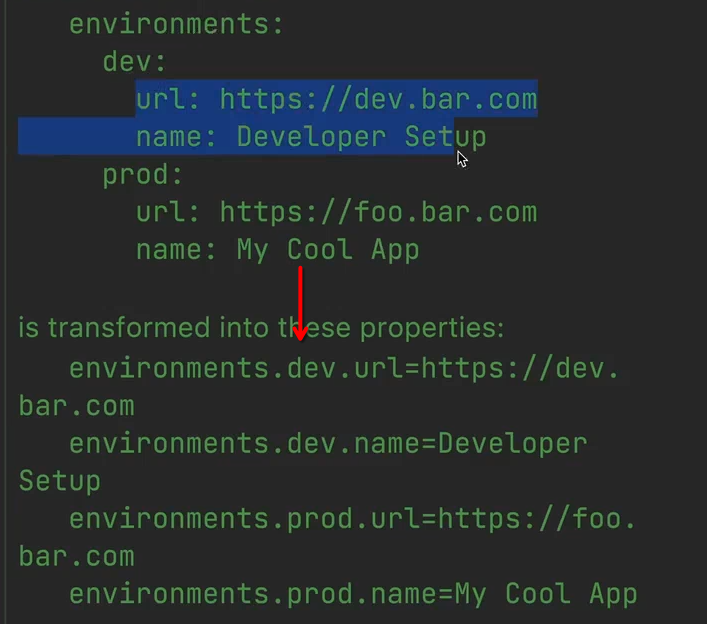 environments:
dev:
url: https://dev.bar.com
name: Developer Setup
prod:
url: https://foo.bar.com
name: My Cool App
is transformed into these properties:
environments.dev.url=https://dev.
bar.com
environments.dev.name=Developer
Setup
environments.prod.url=https://foo.
bar.com
environments.prod.name=My Cool App